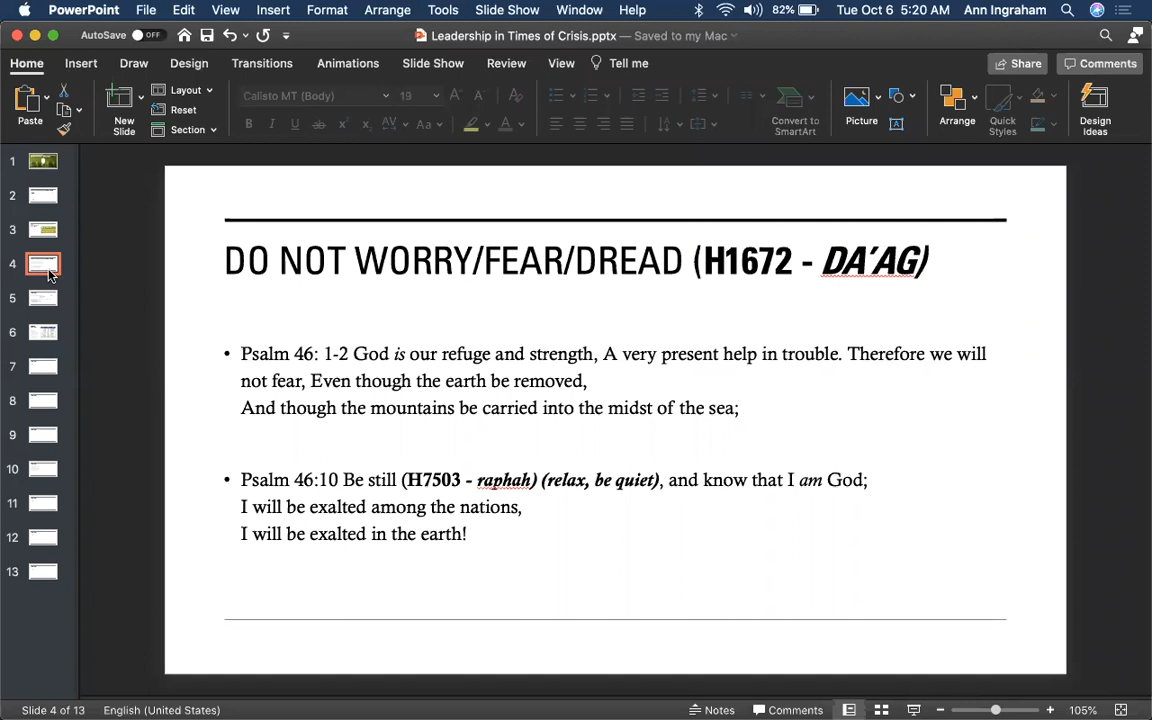 PowerPoint File Edit View Insert Format Arrange Tools Slide Show Window Help 82% Tue Oct 6 5:20 AM Ann Ingraham
AutoSave OFF Leadership in Times of Crisis.pptx — Saved to my Mac
Home Insert Draw Design Transitions Animations Slide Show Review View Tell me Share Comments
Paste New Slide Layout Reset Section Calisto MT (Body) 19 Convert to SmartArt Picture Arrange Quick Styles Design Ideas
1
2
3
4
5
6
7
8
9
10
11
12
13
DO NOT WORRY/FEAR/DREAD (H1672 - DA’AG)
• Psalm 46: 1-2 God is our refuge and strength, A very present help in trouble. Therefore we will
not fear, Even though the earth be removed,
And though the mountains be carried into the midst of the sea;
• Psalm 46:10 Be still (H7503 - raphah) (relax, be quiet), and know that I am God;
I will be exalted among the nations,
I will be exalted in the earth!
Slide 4 of 13 English (United States) Notes Comments 105%